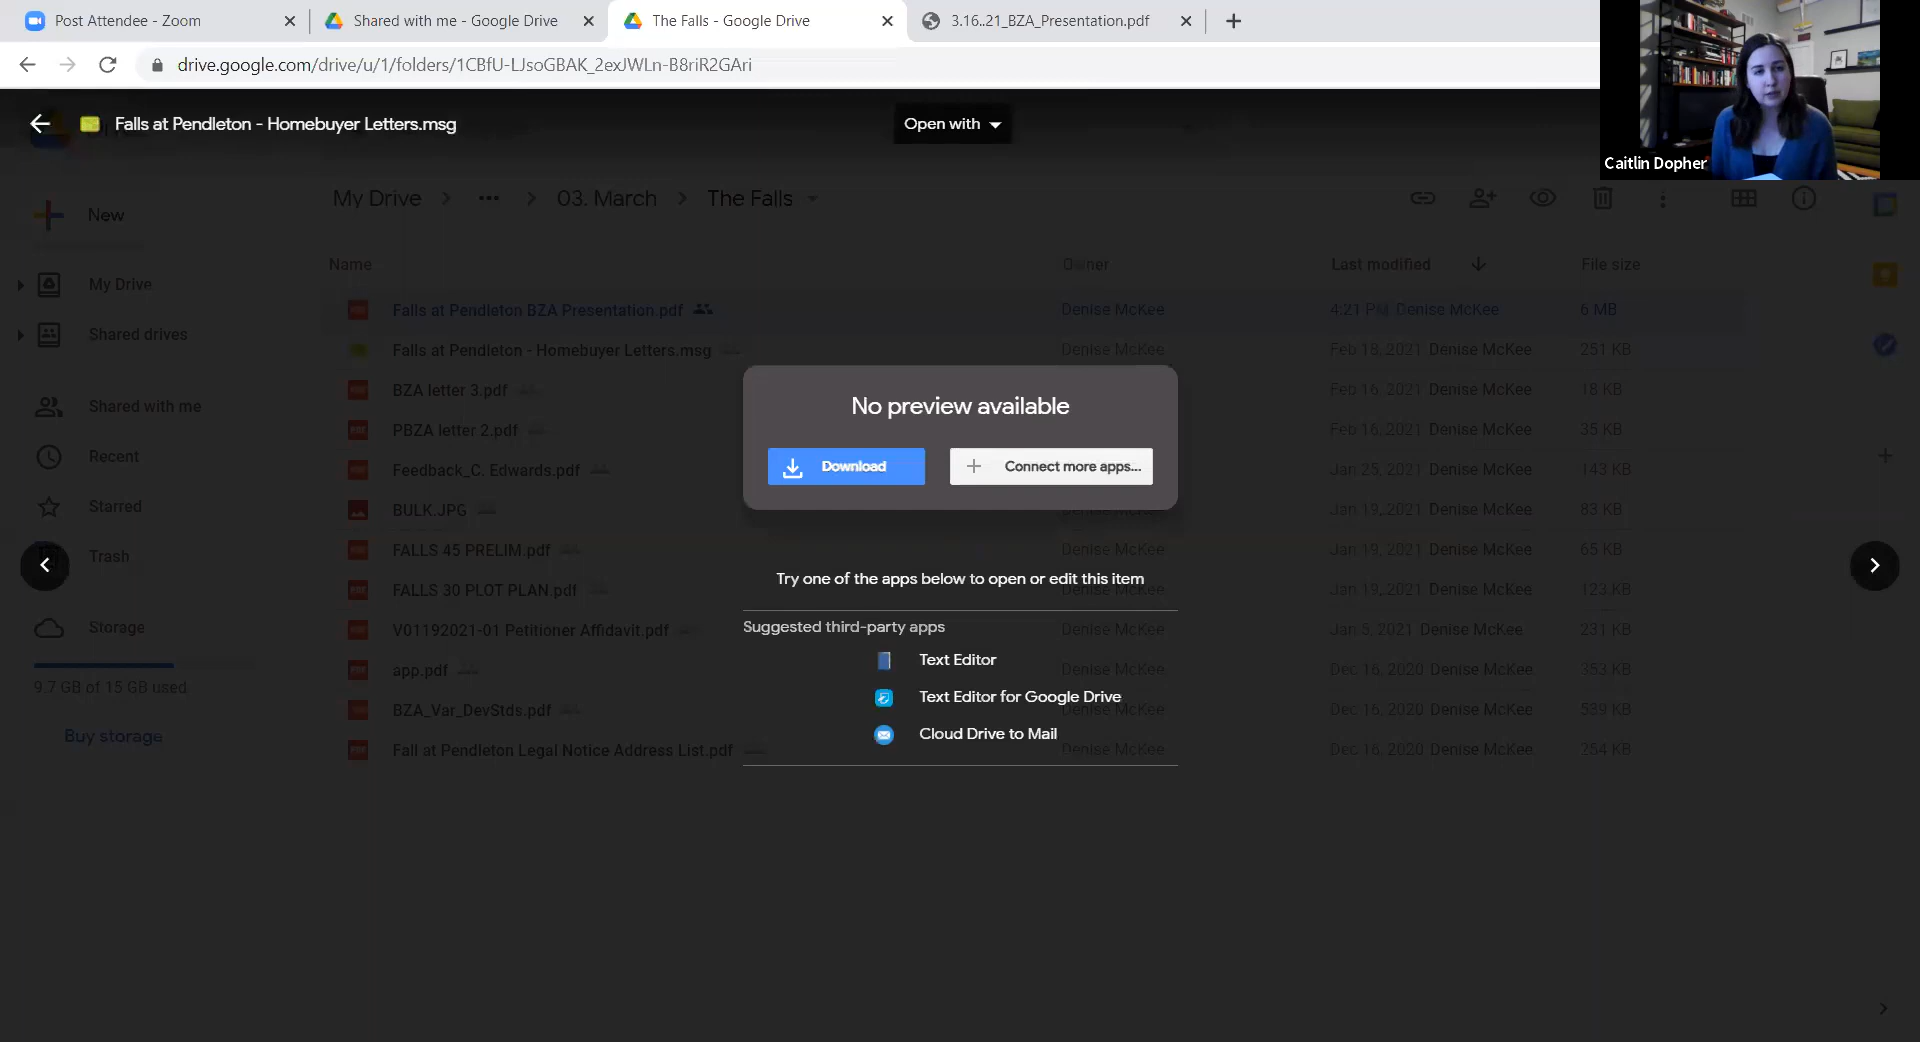 Post Attendee - Zoom
Shared with me - Google Drive
The Falls - Google Drive
3.16..21_BZA_Presentation.pdf
drive.google.com/drive/u/1/folders/1CBfU-LJsoGBAK_2exJWLn-B8riR2GAri
Caitlin Dopher
Falls at Pendleton - Homebuyer Letters.msg
Open with
My Drive ... 03. March The Falls
New
Name Owner Last modified File size
My Drive
Falls at Pendleton BZA Presentation.pdf Denise McKee 4:21 PM Denise McKee 6 MB
Shared drives
Falls at Pendleton - Homebuyer Letters.msg Denise McKee Feb 18, 2021 Denise McKee 251 KB
BZA letter 3.pdf Denise McKee Feb 16, 2021 Denise McKee 18 KB
Shared with me
PBZA letter 2.pdf Denise McKee Feb 16, 2021 Denise McKee 35 KB
Recent
Feedback_C. Edwards.pdf Denise McKee Jan 25, 2021 Denise McKee 143 KB
Starred
BULK.JPG Denise McKee Jan 19, 2021 Denise McKee 83 KB
Trash
FALLS 45 PRELIM.pdf Denise McKee Jan 19, 2021 Denise McKee 65 KB
FALLS 30 PLOT PLAN.pdf Denise McKee Jan 19, 2021 Denise McKee 123 KB
Storage
V01192021-01 Petitioner Affidavit.pdf Denise McKee Jan 5, 2021 Denise McKee 231 KB
app.pdf Denise McKee Dec 16, 2020 Denise McKee 353 KB
9.7 GB of 15 GB used
BZA_Var_DevStds.pdf Denise McKee Dec 16, 2020 Denise McKee 539 KB
Buy storage
Fall at Pendleton Legal Notice Address List.pdf Denise McKee Dec 16, 2020 Denise McKee 254 KB
No preview available
Download
Connect more apps...
Try one of the apps below to open or edit this item
Suggested third-party apps
Text Editor
Text Editor for Google Drive
Cloud Drive to Mail